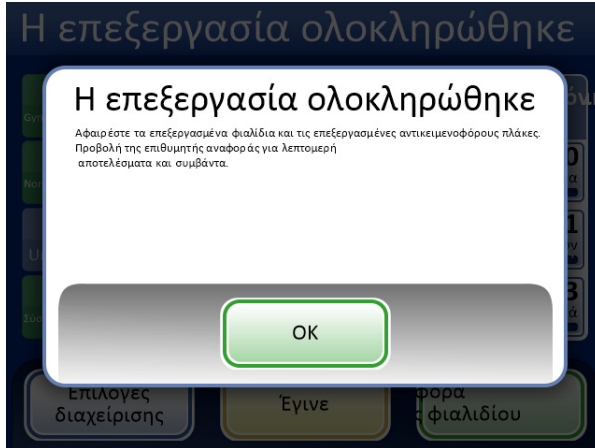 Η επεξεργασία ολοκληρώθηκε
Η επεξεργασία ολοκληρώθηκε
Αφαιρέστε τα επεξεργασμένα φιαλίδια και τις επεξεργασμένες αντικειμενοφόρους πλάκες.
Προβολή της επιθυμητής αναφοράς για λεπτομερή
αποτελέσματα και συμβάντα.
OK
Επιλογές
διαχείρισης
Έγινε
φορά
φιαλιδίου